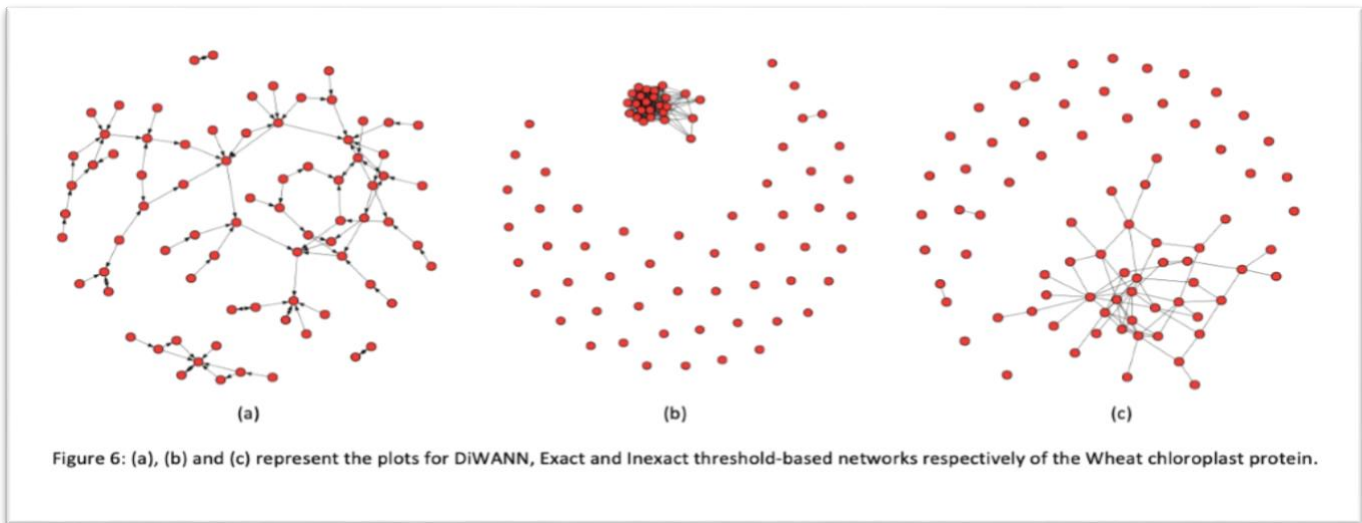 (a) (b) (c)
Figure 6: (a), (b) and (c) represent the plots for DiWANN, Exact and Inexact threshold-based networks respectively of the Wheat chloroplast protein.